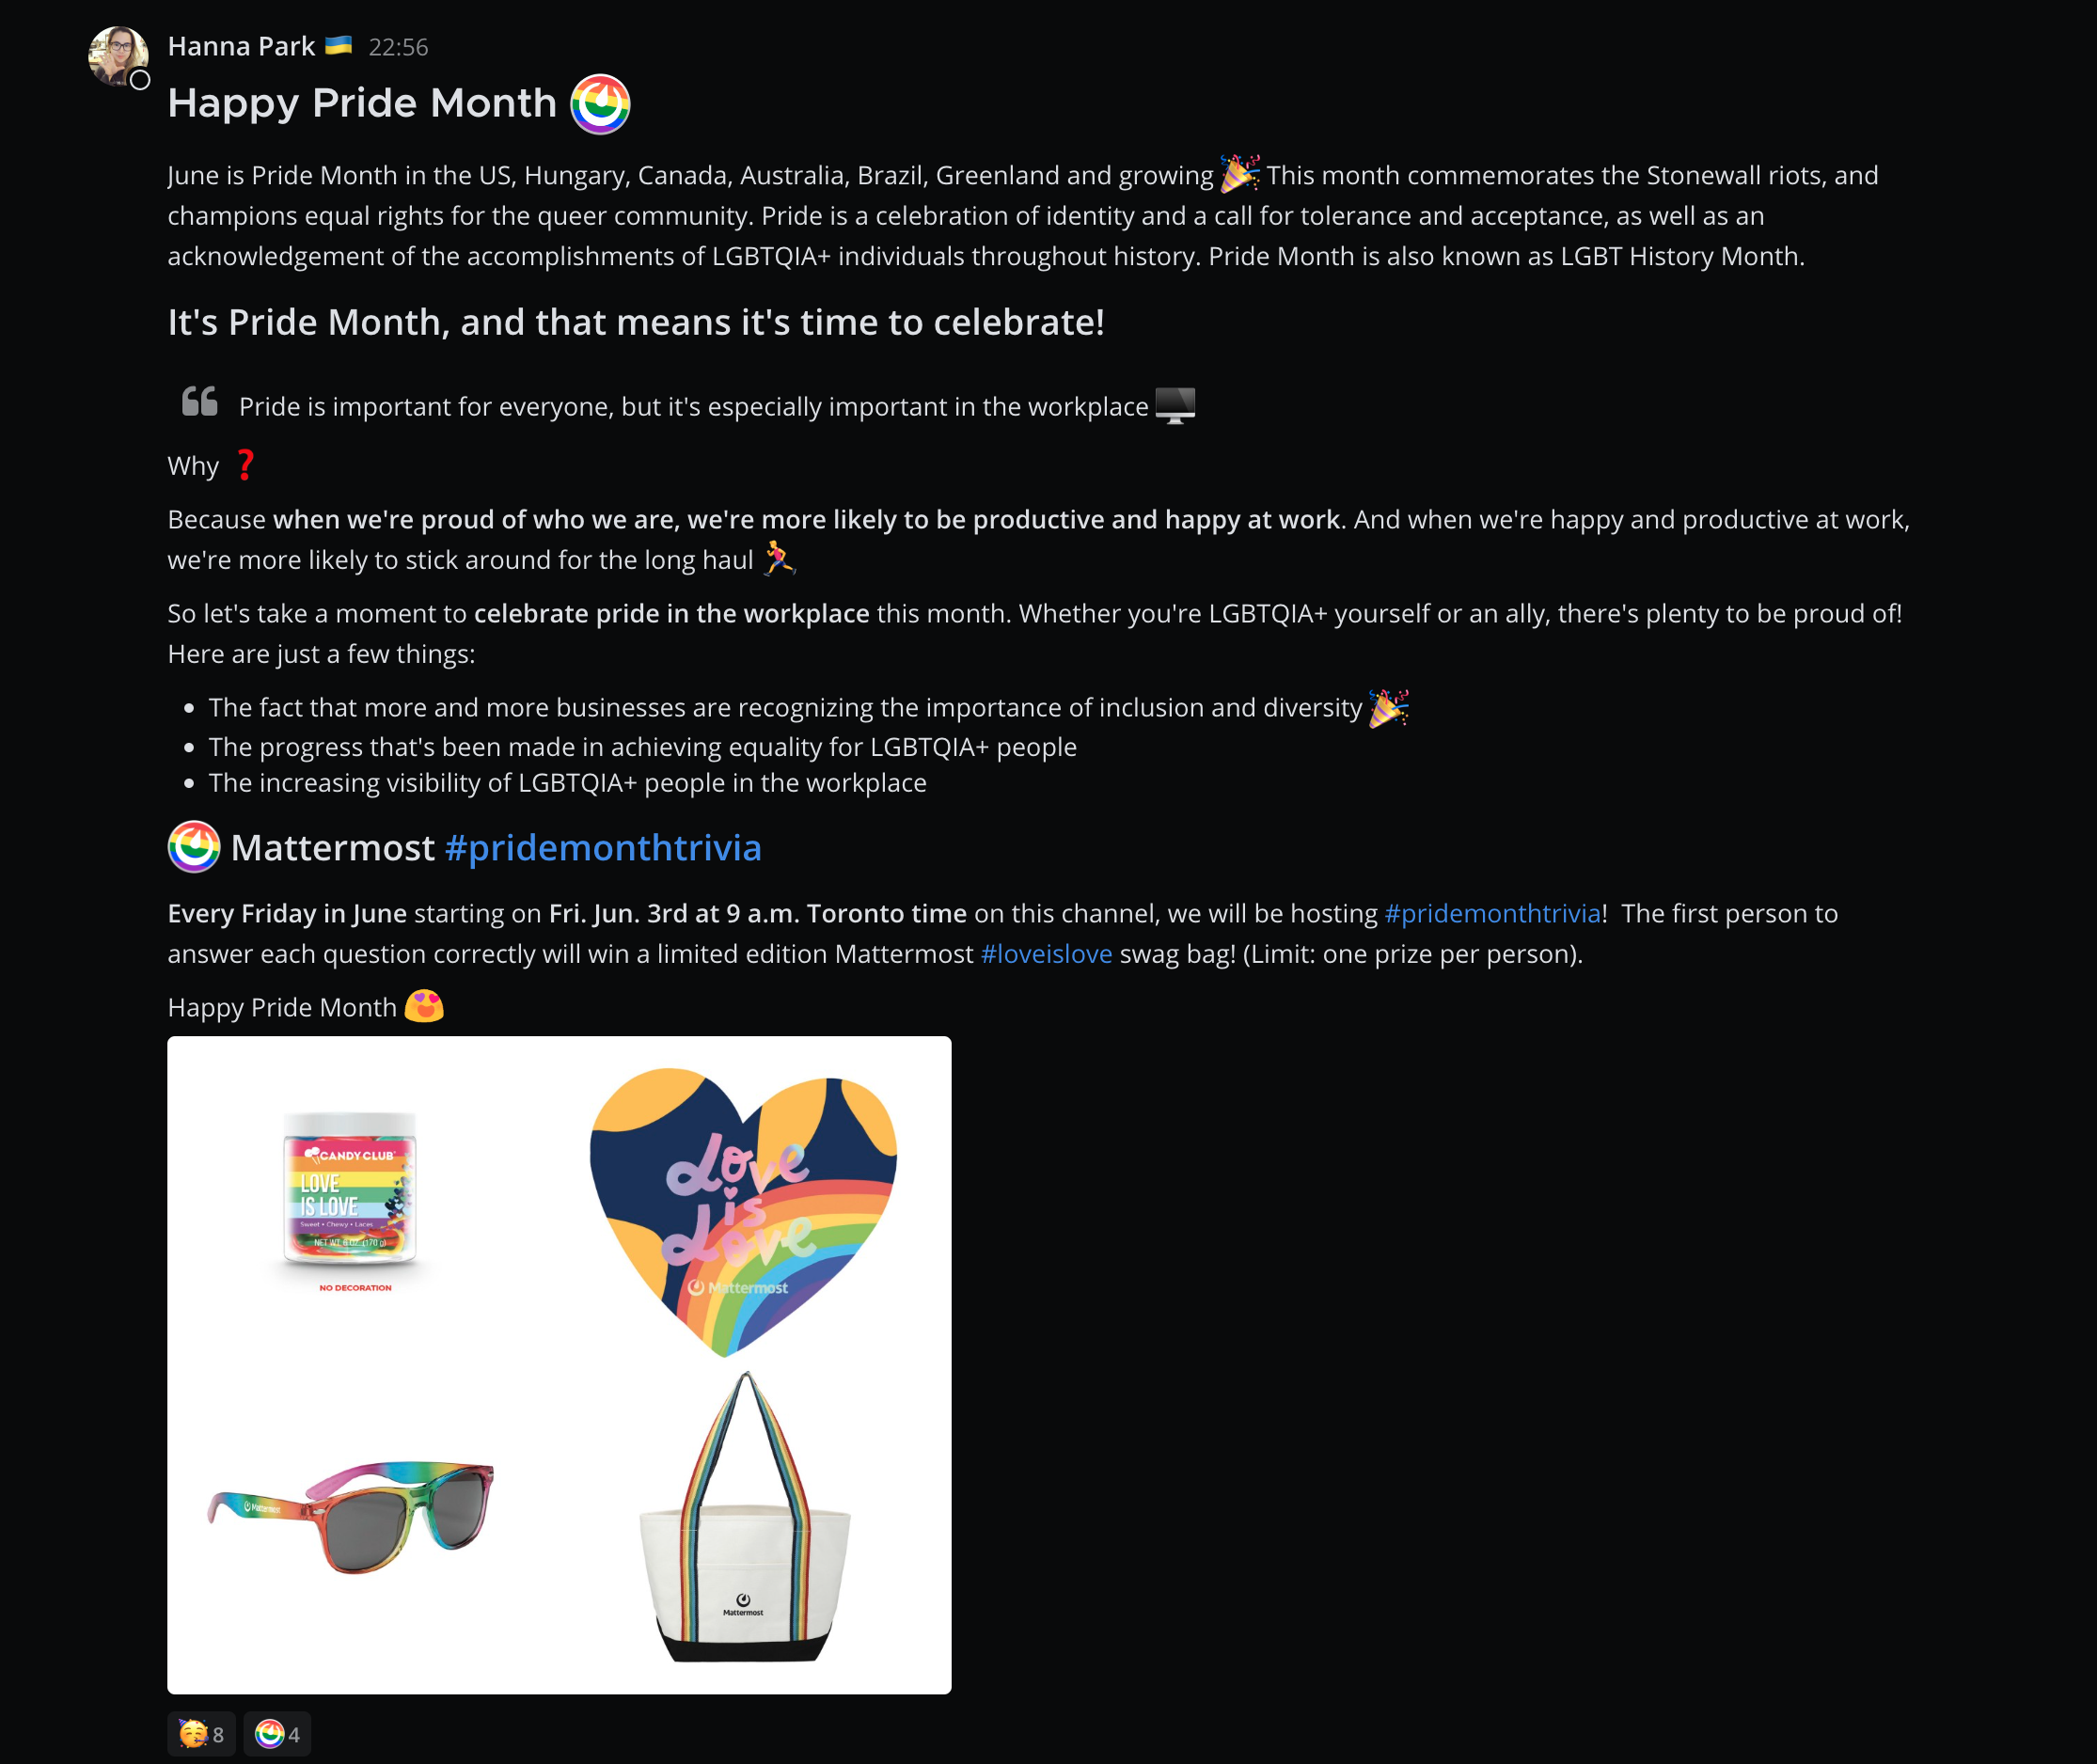 Hanna Park 22:56
Happy Pride Month
June is Pride Month in the US, Hungary, Canada, Australia, Brazil, Greenland and growing This month commemorates the Stonewall riots, and
champions equal rights for the queer community. Pride is a celebration of identity and a call for tolerance and acceptance, as well as an
acknowledgement of the accomplishments of LGBTQIA+ individuals throughout history. Pride Month is also known as LGBT History Month.
It's Pride Month, and that means it's time to celebrate!
Pride is important for everyone, but it's especially important in the workplace
Why ❓
Because when we're proud of who we are, we're more likely to be productive and happy at work. And when we're happy and productive at work,
we're more likely to stick around for the long haul
So let's take a moment to celebrate pride in the workplace this month. Whether you're LGBTQIA+ yourself or an ally, there's plenty to be proud of!
Here are just a few things:
• The fact that more and more businesses are recognizing the importance of inclusion and diversity
• The progress that's been made in achieving equality for LGBTQIA+ people
• The increasing visibility of LGBTQIA+ people in the workplace
Mattermost #pridemonthtrivia
Every Friday in June starting on Fri. Jun. 3rd at 9 a.m. Toronto time on this channel, we will be hosting #pridemonthtrivia! The first person to
answer each question correctly will win a limited edition Mattermost #loveislove swag bag! (Limit: one prize per person).
Happy Pride Month
CANDY CLUB
LOVE
IS LOVE
Sweet • Chewy • Laces
NET WT. 6 OZ. (170 g)
NO DECORATION
Love
is
Love
Mattermost
Mattermost
Mattermost
8 4